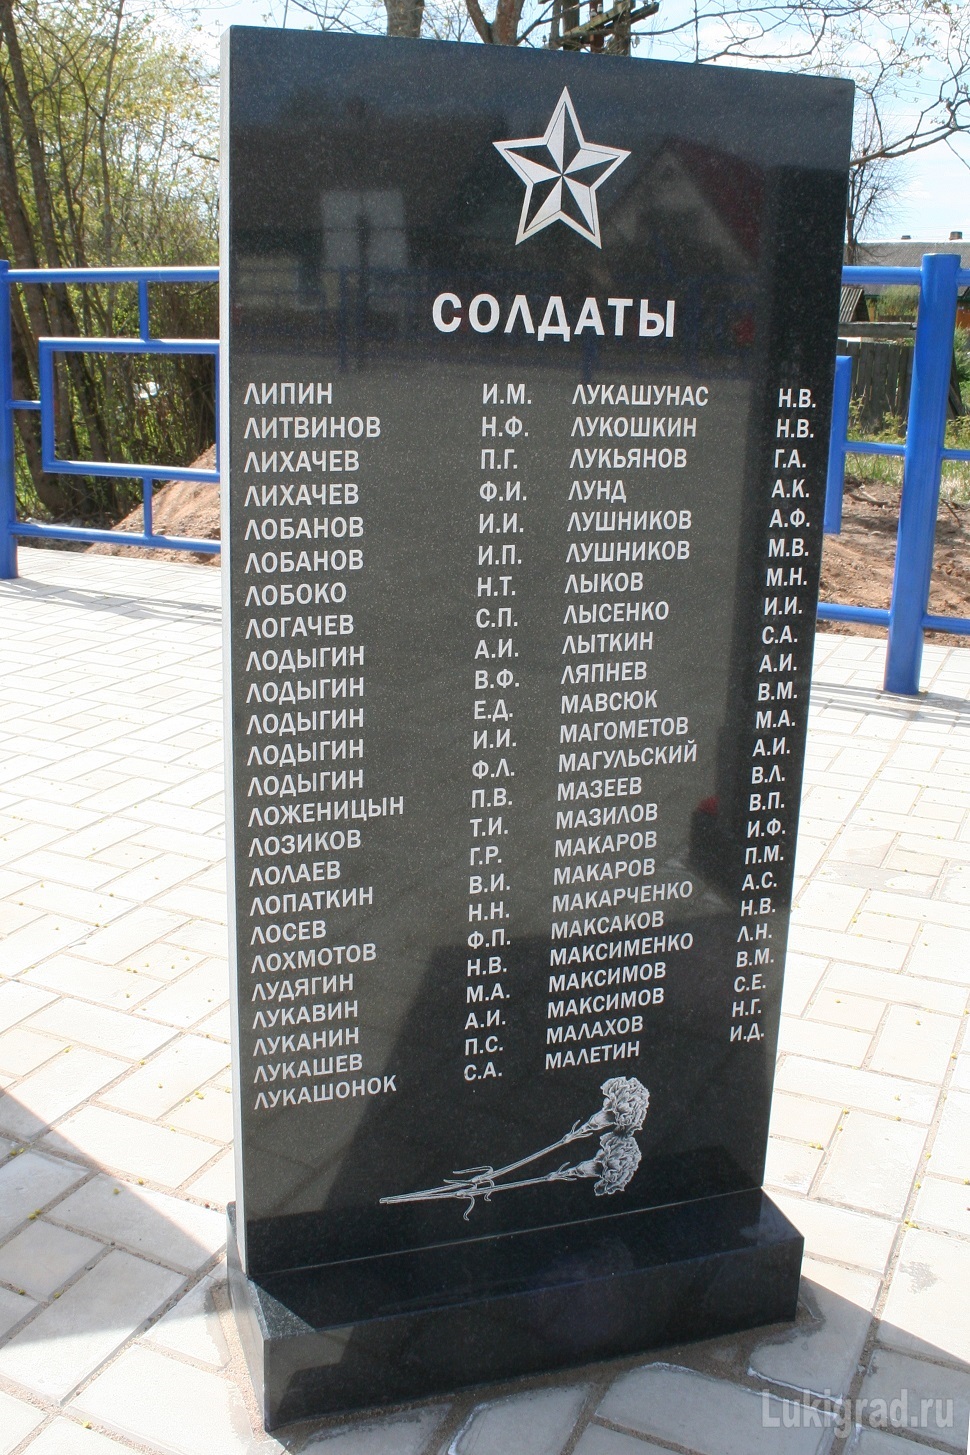 СОЛДАТЫ
ЛИПИН И.М.
ЛИТВИНОВ Н.Ф.
ЛИХАЧЕВ П.Г.
ЛИХАЧЕВ Ф.И.
ЛОБАНОВ И.И.
ЛОБАНОВ И.П.
ЛОБОКО Н.Т.
ЛОГАЧЕВ С.П.
ЛОДЫГИН А.И.
ЛОДЫГИН В.Ф.
ЛОДЫГИН Е.Д.
ЛОДЫГИН И.И.
ЛОДЫГИН Ф.Л.
ЛОЖЕНИЦЫН П.В.
ЛОЗИКОВ Т.И.
ЛОЛАЕВ Г.Р.
ЛОПАТКИН В.И.
ЛОСЕВ Н.Н.
ЛОХМОТОВ Ф.П.
ЛУДЯГИН Н.В.
ЛУКАВИН М.А.
ЛУКАНИН А.И.
ЛУКАШЕВ П.С.
ЛУКАШОНОК С.А.
ЛУКАШУНАС Н.В.
ЛУКОШКИН Н.В.
ЛУКЬЯНОВ Г.А.
ЛУНД А.К.
ЛУШНИКОВ А.Ф.
ЛУШНИКОВ М.В.
ЛЫКОВ М.Н.
ЛЫСЕНКО И.И.
ЛЫТКИН С.А.
ЛЯПНЕВ А.И.
МАВСЮК В.М.
МАГОМЕТОВ М.А.
МАГУЛЬСКИЙ А.И.
МАЗЕЕВ В.Л.
МАЗИЛОВ В.П.
МАКАРОВ И.Ф.
МАКАРОВ П.М.
МАКАРЧЕНКО А.С.
МАКСАКОВ Н.В.
МАКСИМЕНКО Л.Н.
МАКСИМОВ В.М.
МАКСИМОВ С.Е.
МАЛАХОВ Н.Г.
МАЛЕТИН И.Д.
Lukigrad.ru